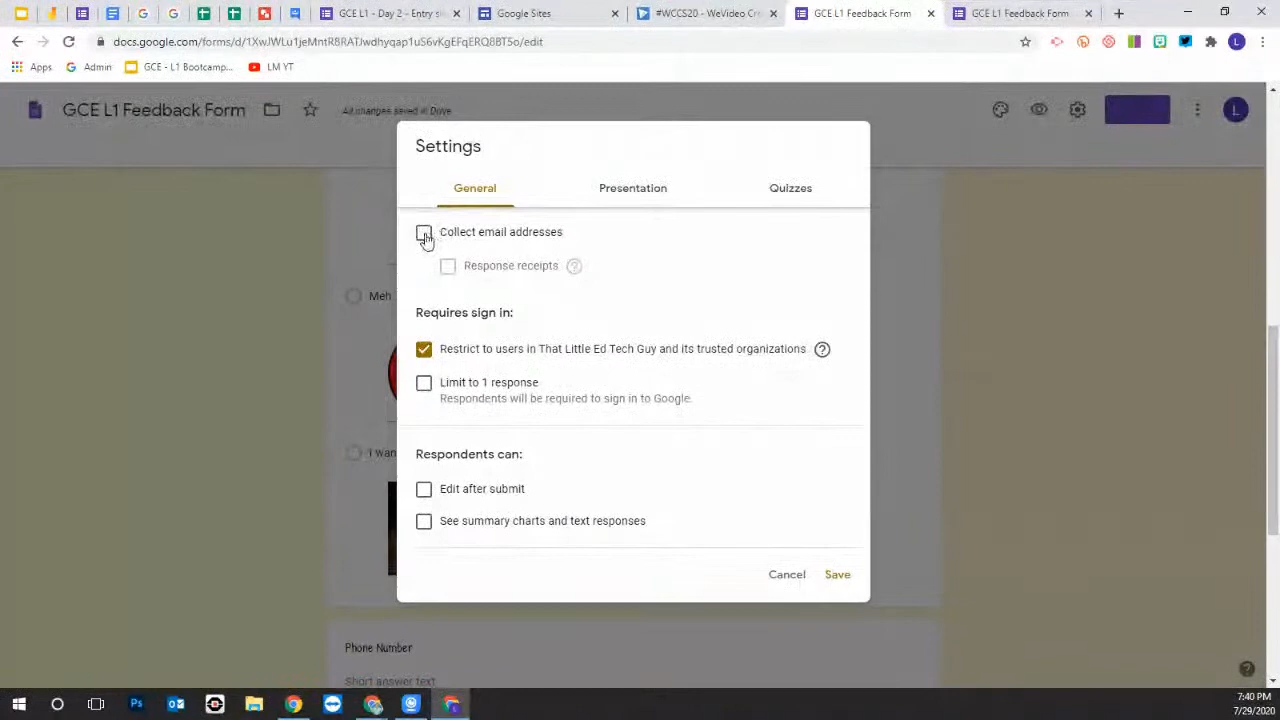 GCE L1 - Day 2 - Entry s
Google Sites
#WCCS20 - WeVideo Cre
GCE L1 Feedback Form
GCE L1 Feedback Form
docs.google.com/forms/d/1XwJWLu1jeMntR8RATJwdhyqap1uS6vKgEFqERQ8BT5o/edit
Apps
Admin
GCE - L1 Bootcamp...
LM YT
GCE L1 Feedback Form
All changes saved in Drive
L
Settings
General
Presentation
Quizzes
Collect email addresses
Response receipts
Requires sign in:
Restrict to users in That Little Ed Tech Guy and its trusted organizations
Limit to 1 response
Respondents will be required to sign in to Google.
Respondents can:
Edit after submit
See summary charts and text responses
Cancel
Save
Meh
I wan
Phone Number
Short answer text
7:40 PM
7/29/2020